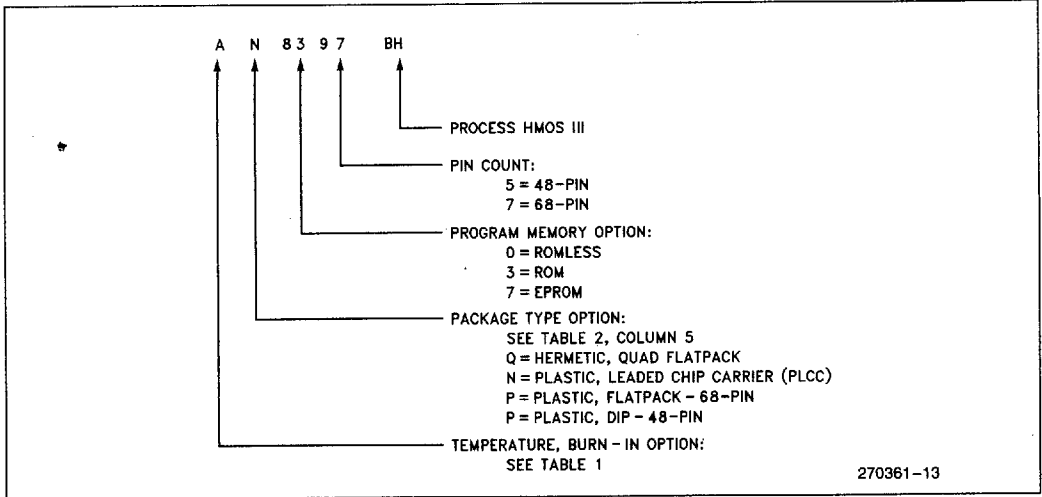 A N 83 97 BH
PROCESS HMOS III
PIN COUNT:
5 = 48-PIN
7 = 68-PIN
PROGRAM MEMORY OPTION:
0 = ROMLESS
3 = ROM
7 = EPROM
PACKAGE TYPE OPTION:
SEE TABLE 2, COLUMN 5
Q = HERMETIC, QUAD FLATPACK
N = PLASTIC, LEADED CHIP CARRIER (PLCC)
P = PLASTIC, FLATPACK - 68-PIN
P = PLASTIC, DIP - 48-PIN
TEMPERATURE, BURN-IN OPTION:
SEE TABLE 1
270361-13